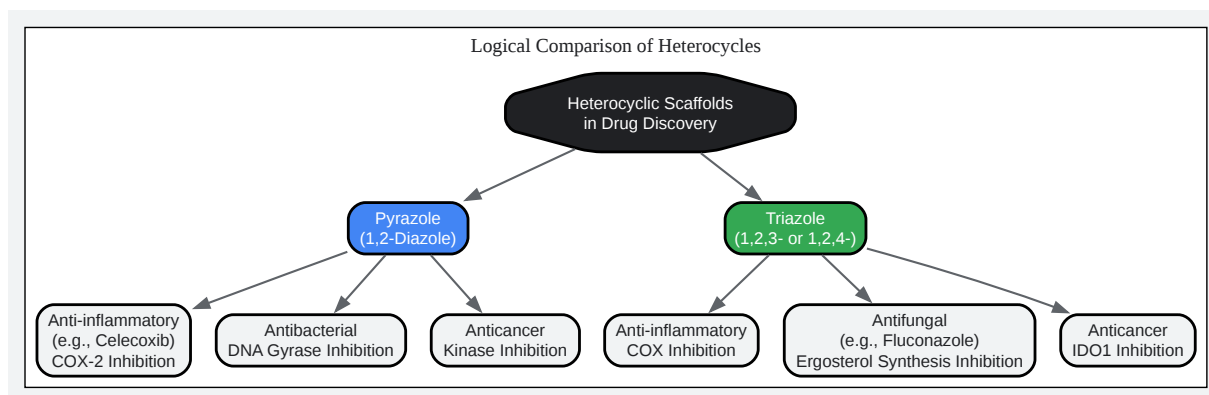 Logical Comparison of Heterocycles
Heterocyclic Scaffolds
in Drug Discovery
Pyrazole
(1,2-Diazole)
Triazole
(1,2,3- or 1,2,4-)
Anti-inflammatory
(e.g., Celecoxib)
COX-2 Inhibition
Antibacterial
DNA Gyrase Inhibition
Anticancer
Kinase Inhibition
Anti-inflammatory
COX Inhibition
Antifungal
(e.g., Fluconazole)
Ergosterol Synthesis Inhibition
Anticancer
IDO1 Inhibition